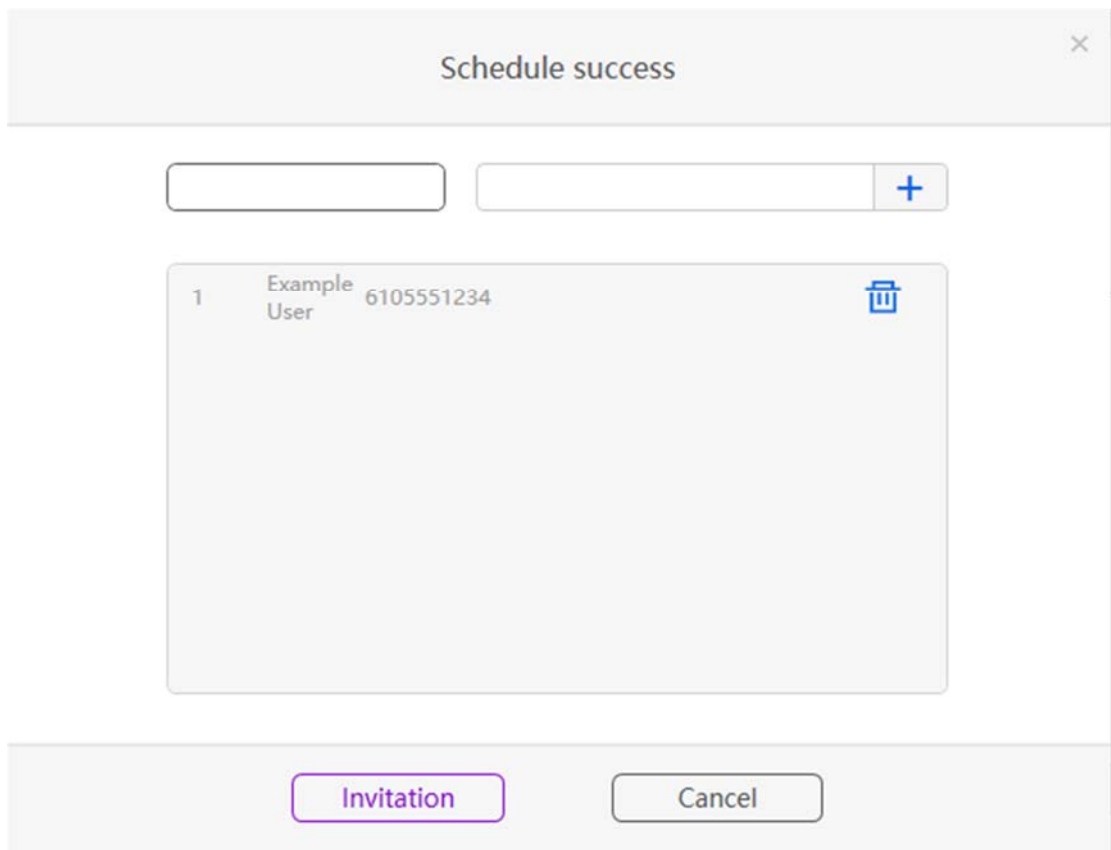 Schedule success
×
+
1 Example User 6105551234
Invitation Cancel